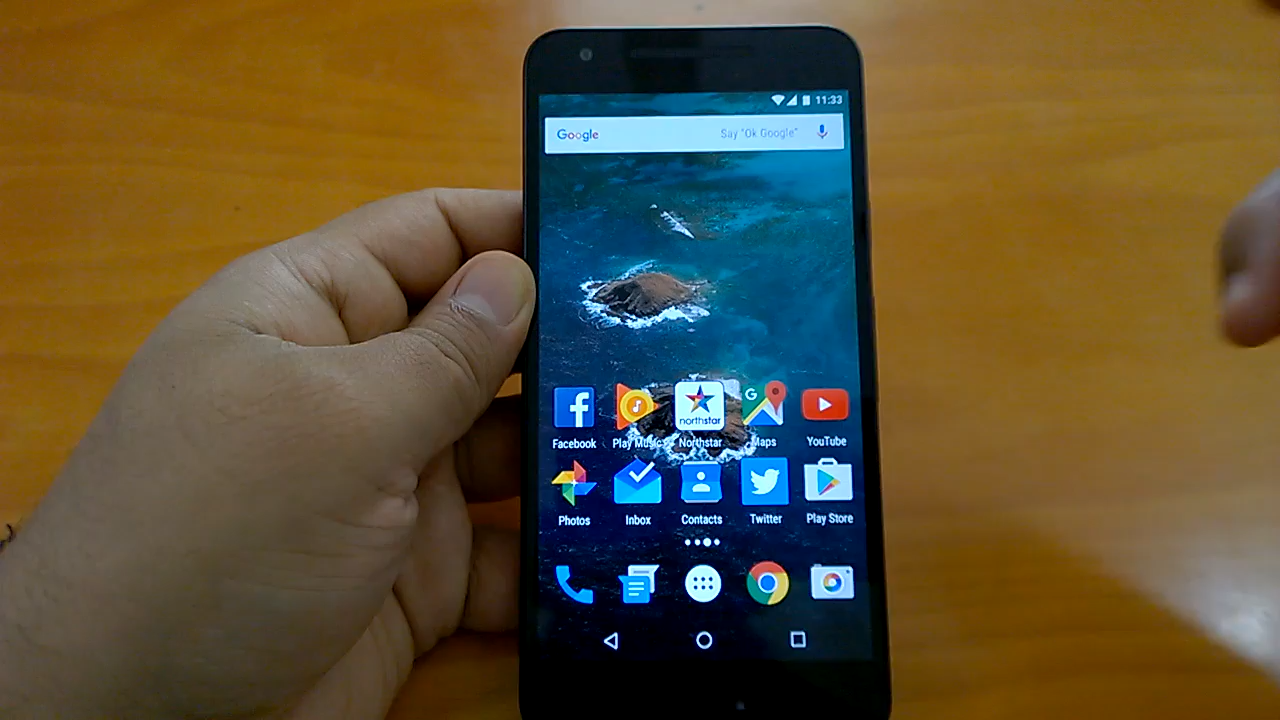 11:33
Google Say "Ok Google"
G
northstar
Facebook Play Music Northstar Maps YouTube
Photos Inbox Contacts Twitter Play Store